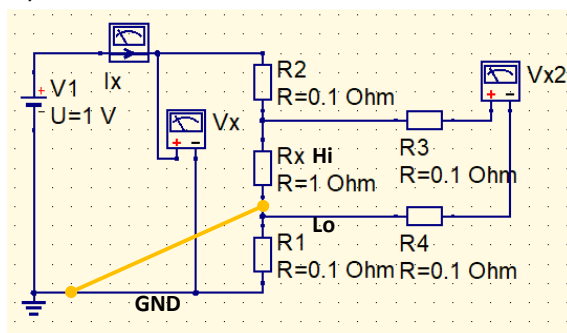 V1
U=1 V
Ix
Vx
R2
R=0.1 Ohm
Vx2
Rx Hi
R=1 Ohm
R3
R=0.1 Ohm
Lo
R1
R=0.1 Ohm
R4
R=0.1 Ohm
GND